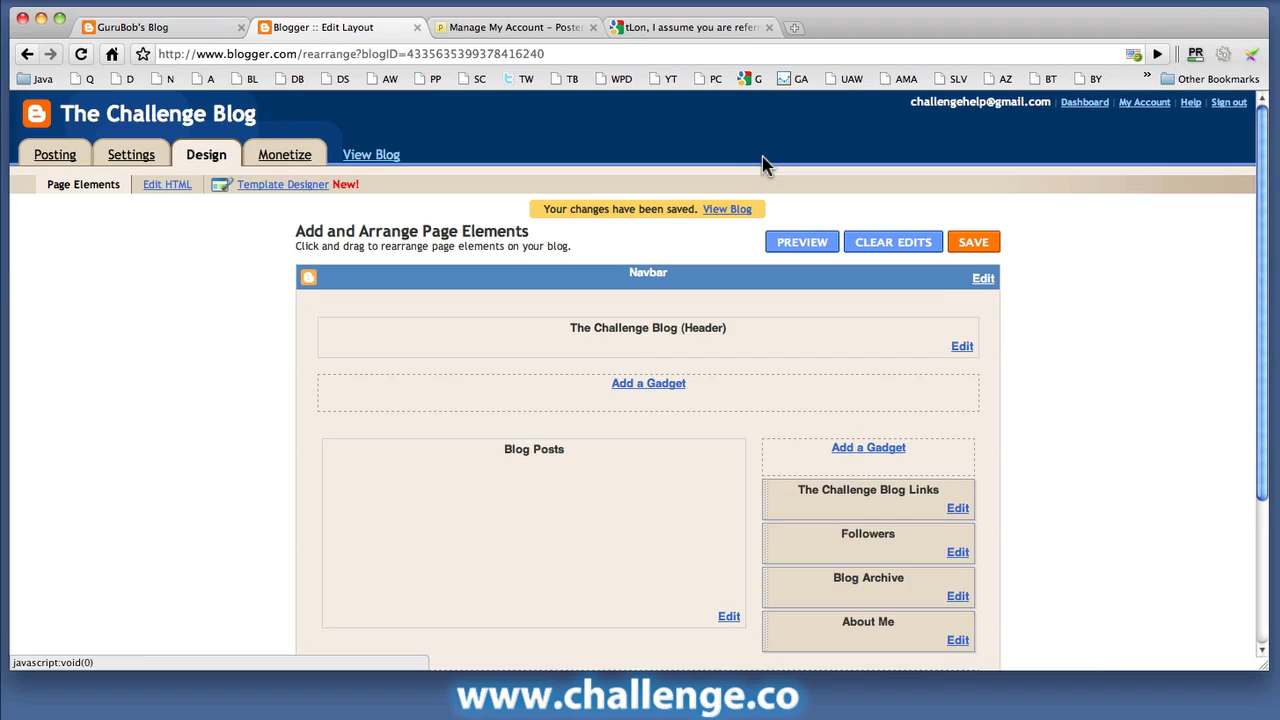 GuruBob's Blog
Blogger :: Edit Layout
Manage My Account – Poster
tLon, I assume you are refer
http://www.blogger.com/rearrange?blogID=4335635399378416240
PR
Java Q D N A BL DB DS AW PP SC TW TB WPD YT PC G GA UAW AMA SLV AZ BT BY » Other Bookmarks
The Challenge Blog
challengehelp@gmail.com | Dashboard | My Account | Help | Sign out
Posting Settings Design Monetize View Blog
Page Elements Edit HTML Template Designer New!
Your changes have been saved. View Blog
Add and Arrange Page Elements
Click and drag to rearrange page elements on your blog.
PREVIEW CLEAR EDITS SAVE
Navbar
Edit
The Challenge Blog (Header)
Edit
Add a Gadget
Blog Posts
Edit
Add a Gadget
The Challenge Blog Links
Edit
Followers
Edit
Blog Archive
Edit
About Me
Edit
javascript:void(0)
www.challenge.co